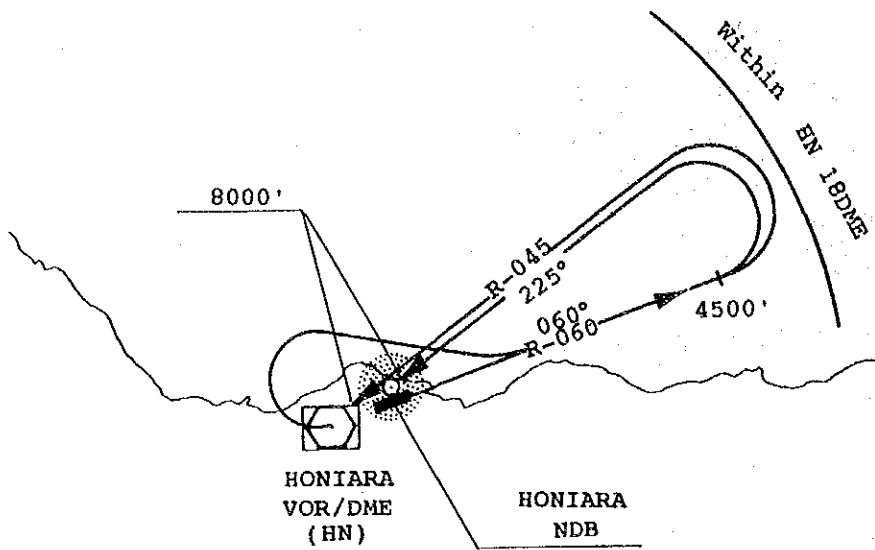 Within HN 18DME
8000'
R-045
225°
060°
R-060
4500'
HONIARA
VOR/DME
(HN)
HONIARA
NDB